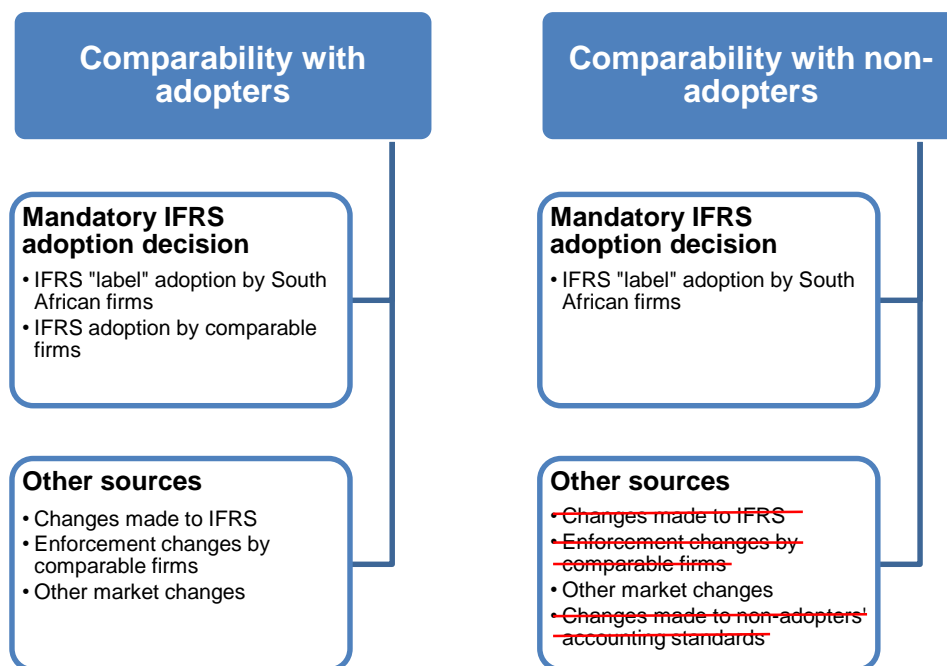 Comparability with
adopters
Mandatory IFRS
adoption decision
• IFRS "label" adoption by South
African firms
• IFRS adoption by comparable
firms
Other sources
• Changes made to IFRS
• Enforcement changes by
comparable firms
• Other market changes
Comparability with non-
adopters
Mandatory IFRS
adoption decision
• IFRS "label" adoption by South
African firms
Other sources
• Changes made to IFRS
• Enforcement changes by
comparable firms
• Other market changes
• Changes made to non-adopters'
accounting standards